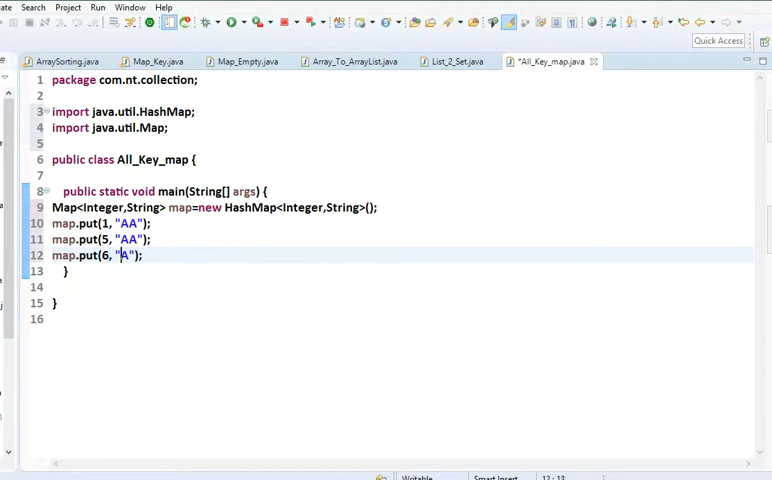 Search Project Run Window Help
Quick Access
ArraySorting.java Map_Key.java Map_Empty.java Array_To_ArrayList.java List_2_Set.java *All_Key_map.java
1 package com.nt.collection;
2
3 import java.util.HashMap;
4 import java.util.Map;
5
6 public class All_Key_map {
7
8 public static void main(String[] args) {
9 Map<Integer,String> map=new HashMap<Integer,String>();
10 map.put(1, "AA");
11 map.put(5, "AA");
12 map.put(6, "A");
13 }
14
15 }
16
Writable Smart Insert 12 : 13